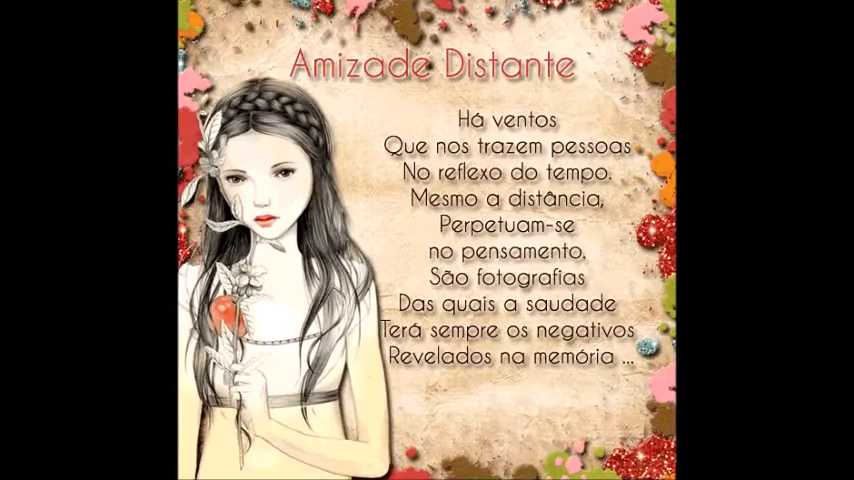 Amizade Distante
Há ventos
Que nos trazem pessoas
No reflexo do tempo.
Mesmo a distância,
Perpetuam-se
no pensamento.
São fotografias
Das quais a saudade
Terá sempre os negativos
Revelados na memória ...